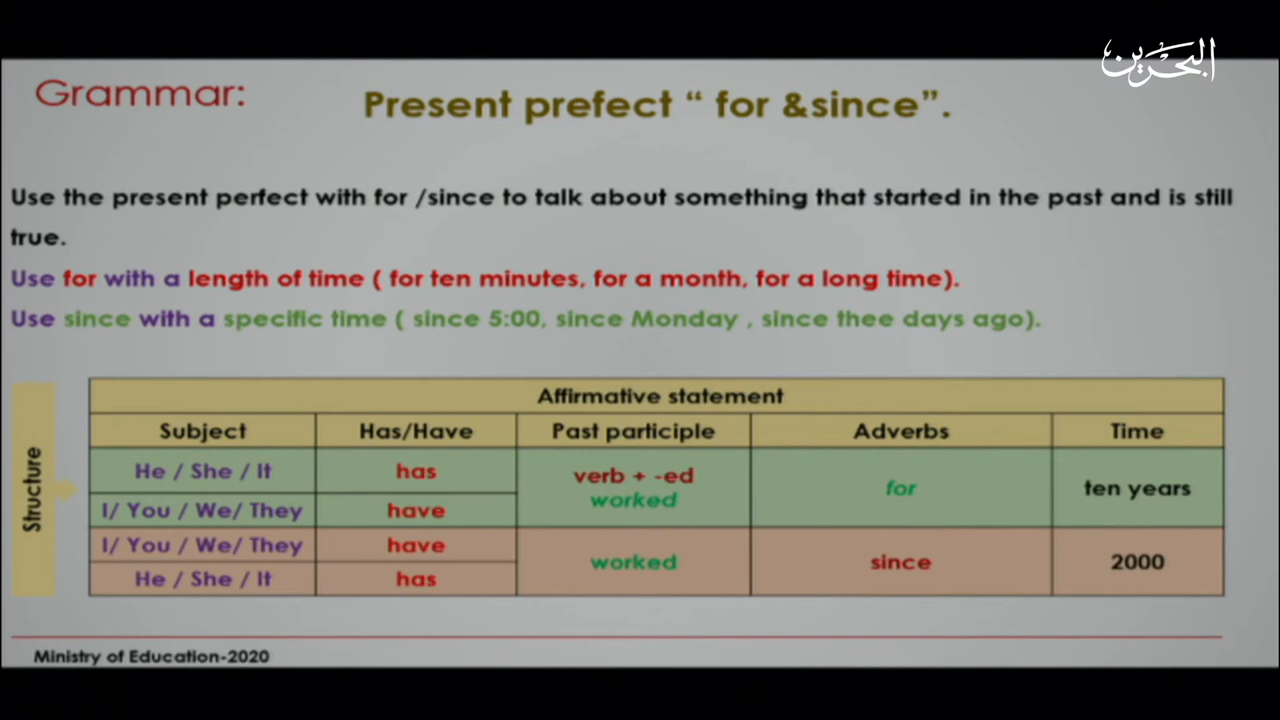 البحرين
Grammar:
Present prefect “ for &since”.
Use the present perfect with for /since to talk about something that started in the past and is still
true.
Use for with a length of time ( for ten minutes, for a month, for a long time).
Use since with a specific time ( since 5:00, since Monday , since thee days ago).
Structure
Affirmative statement
Subject Has/Have Past participle Adverbs Time
He / She / It has verb + -ed worked for ten years
I/ You / We/ They have
I/ You / We/ They have worked since 2000
He / She / It has
Ministry of Education-2020